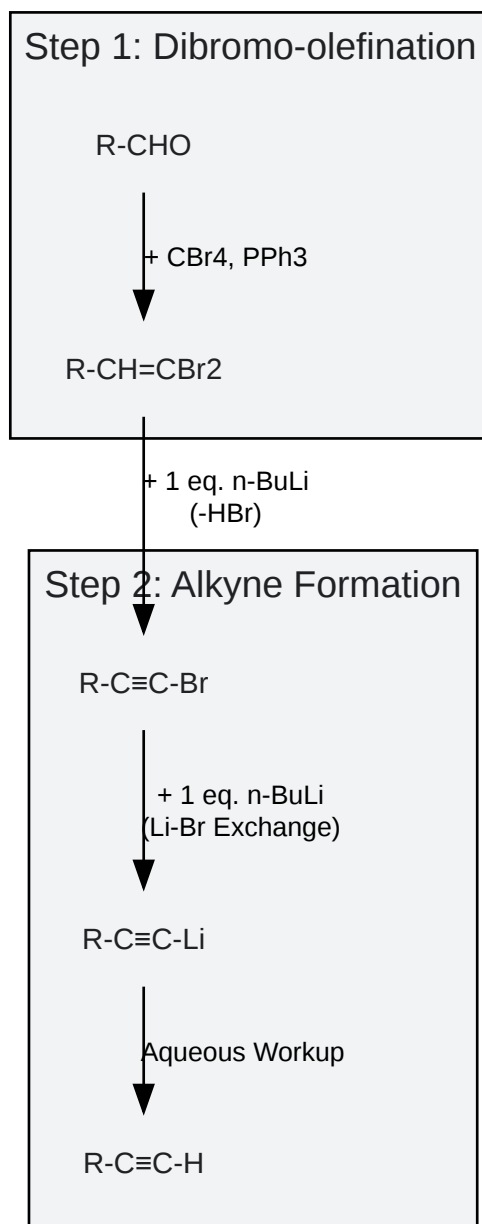 Step 1: Dibromo-olefination
R-CHO
+ CBr4, PPh3
R-CH=CBr2
+ 1 eq. n-BuLi
(-HBr)
Step 2: Alkyne Formation
R-C≡C-Br
+ 1 eq. n-BuLi
(Li-Br Exchange)
R-C≡C-Li
Aqueous Workup
R-C≡C-H